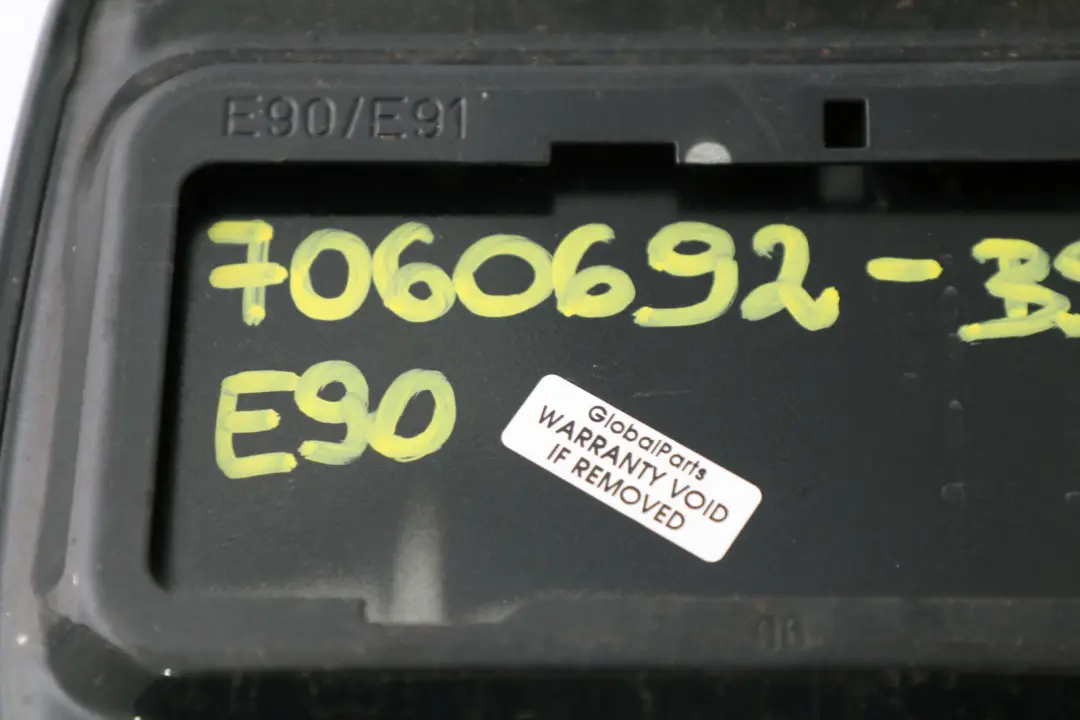 E90/E91
7060692-B
E90
GlobalParts
WARRANTY VOID
IF REMOVED